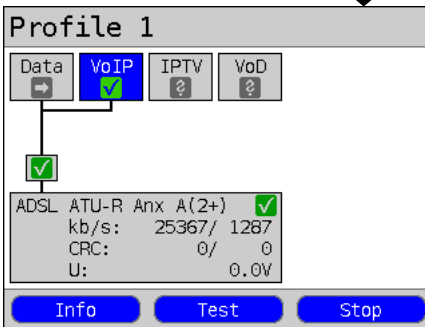 Profile 1
Data VoIP IPTV VoD
? ?
ADSL ATU-R Anx A(2+)
kb/s: 25367/ 1287
CRC: 0/ 0
U: 0.0V
Info Test Stop